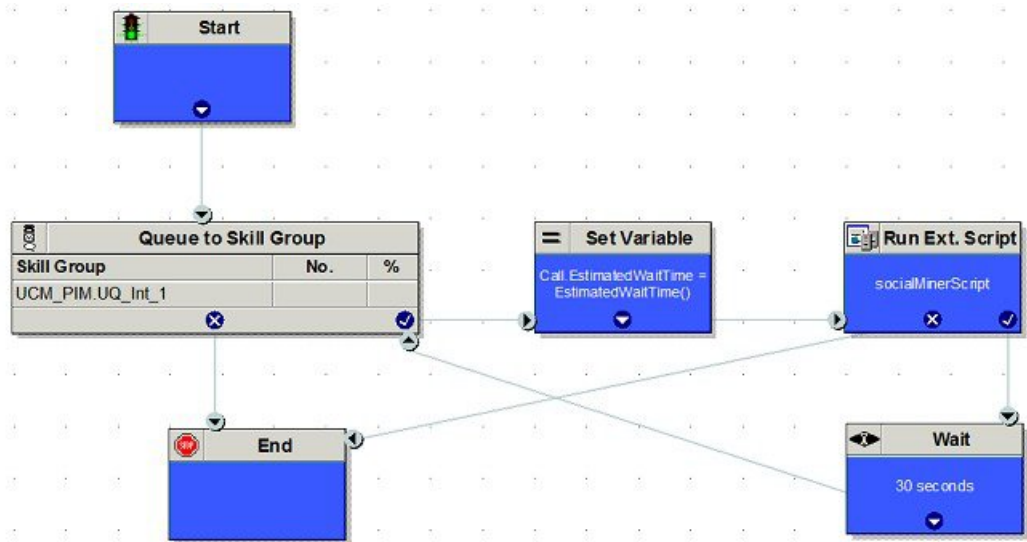 Start
Queue to Skill Group
Skill Group No. %
UCM_PIM.UQ_Int_1
Set Variable
Call.EstimatedWaitTime =
EstimatedWaitTime()
Run Ext. Script
socialMinerScript
End
Wait
30 seconds